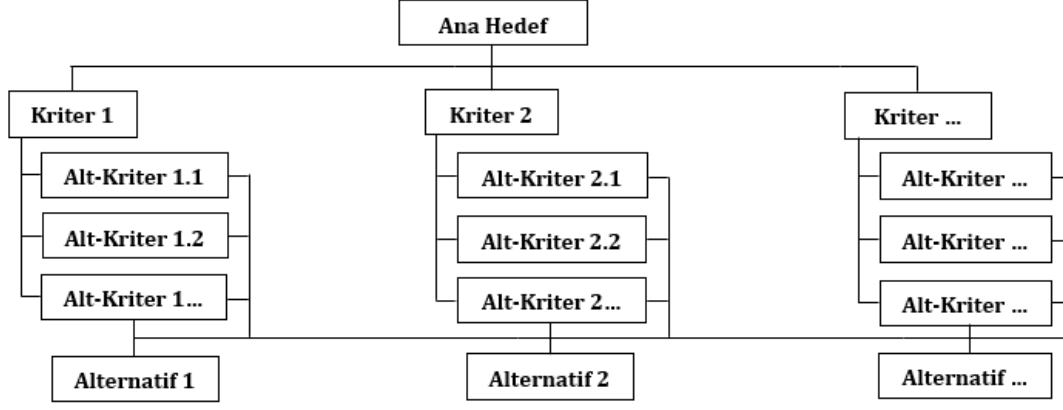 Ana Hedef
Kriter 1
Kriter 2
Kriter ...
Alt-Kriter 1.1
Alt-Kriter 2.1
Alt-Kriter ...
Alt-Kriter 1.2
Alt-Kriter 2.2
Alt-Kriter ...
Alt-Kriter 1...
Alt-Kriter 2...
Alt-Kriter ...
Alternatif 1
Alternatif 2
Alternatif ...